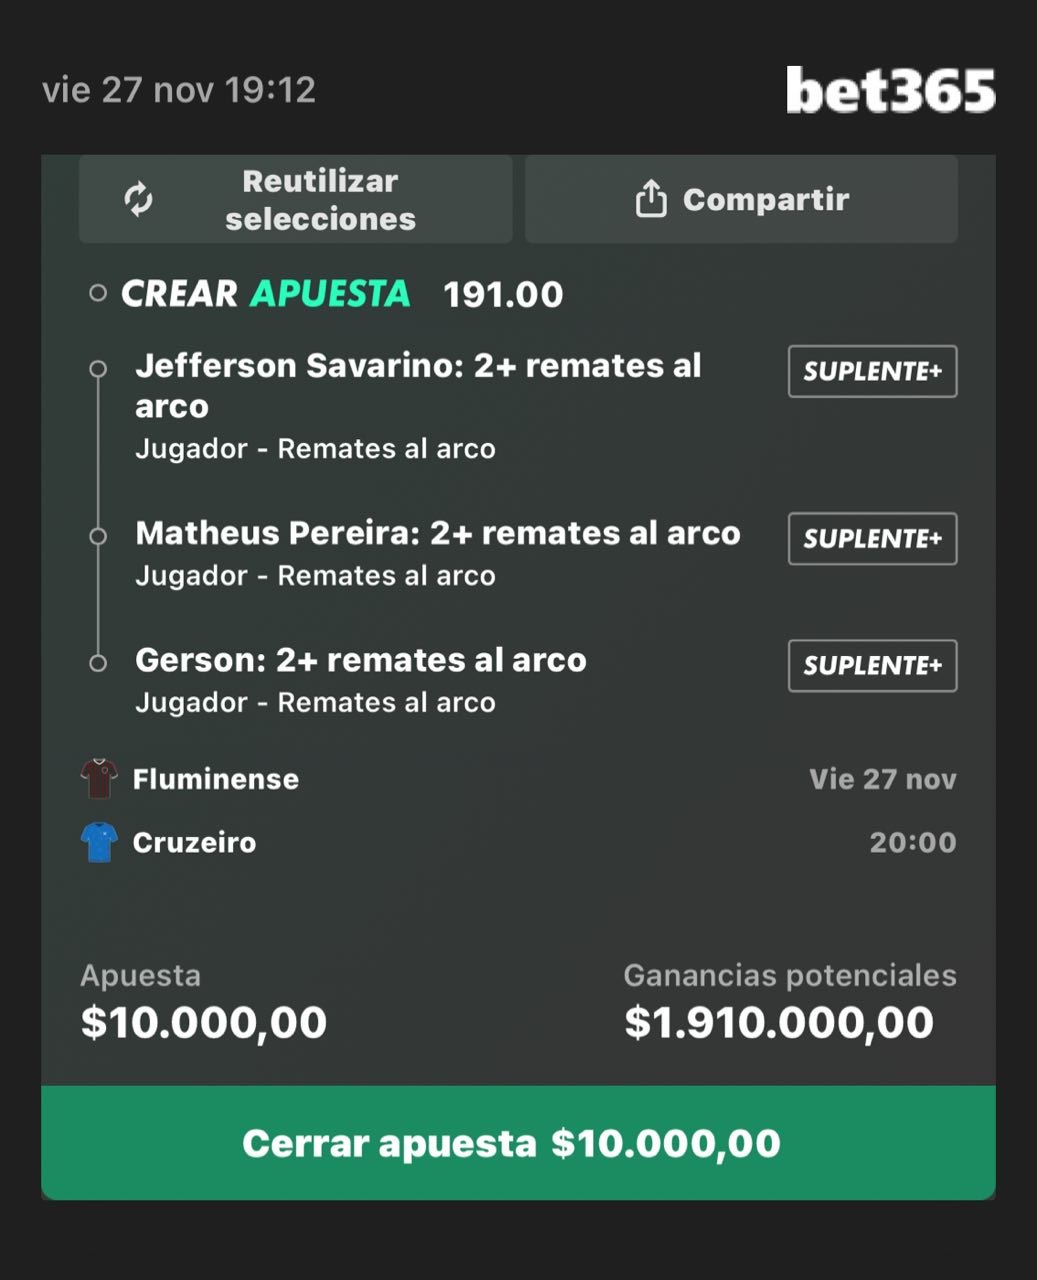 vie 27 nov 19:12
bet365
Reutilizar
selecciones
Compartir
CREAR APUESTA 191.00
Jefferson Savarino: 2+ remates al
arco
SUPLENTE+
Jugador - Remates al arco
Matheus Pereira: 2+ remates al arco
SUPLENTE+
Jugador - Remates al arco
Gerson: 2+ remates al arco
SUPLENTE+
Jugador - Remates al arco
Fluminense
Vie 27 nov
Cruzeiro
20:00
Apuesta
Ganancias potenciales
$10.000,00
$1.910.000,00
Cerrar apuesta $10.000,00